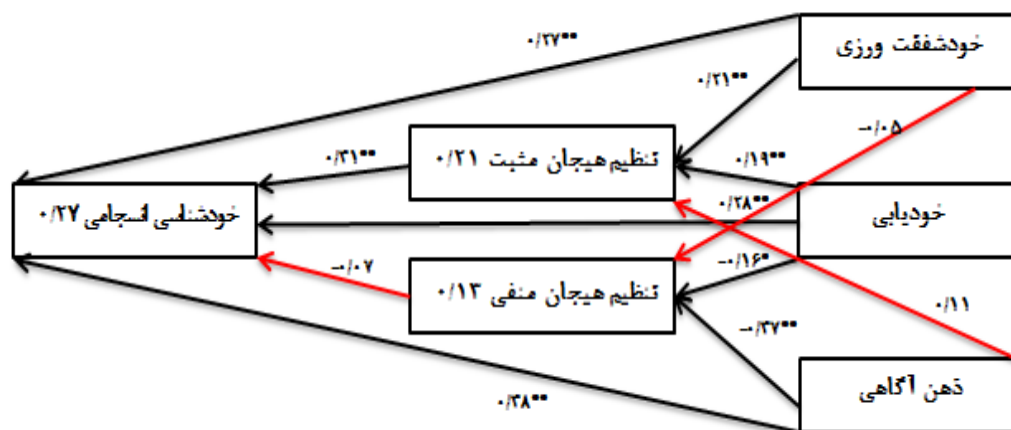 خودشفقت ورزی
۰/۲۷**
۰/۲۱**
-۰/۰۵
تنظیم هیجان مثبت ۰/۲۱
۰/۳۱**
۰/۱۹**
خودیابی
۰/۲۸**
خودشناسی انسجامی ۰/۲۷
-۰/۱۶*
-۰/۰۷
تنظیم هیجان منفی ۰/۱۳
۰/۱۱
-۰/۳۷**
ذهن آگاهی
۰/۳۸**